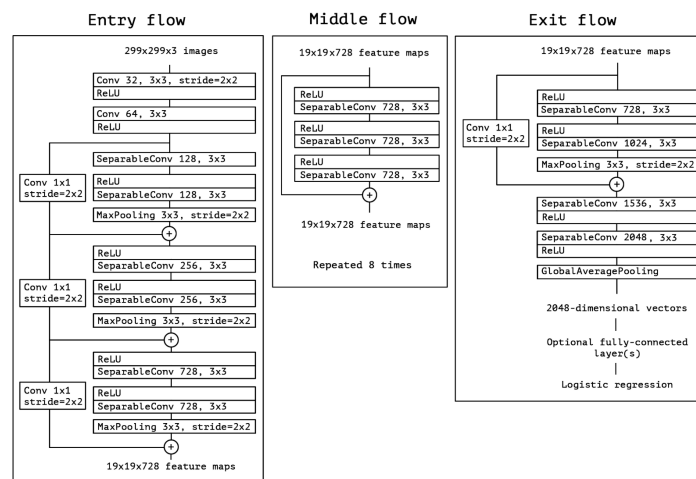 Entry flow
299x299x3 images
Conv 32, 3x3, stride=2x2
ReLU
Conv 64, 3x3
ReLU
SeparableConv 128, 3x3
Conv 1x1
stride=2x2
ReLU
SeparableConv 128, 3x3
MaxPooling 3x3, stride=2x2
+
ReLU
SeparableConv 256, 3x3
Conv 1x1
stride=2x2
ReLU
SeparableConv 256, 3x3
MaxPooling 3x3, stride=2x2
+
ReLU
SeparableConv 728, 3x3
Conv 1x1
stride=2x2
ReLU
SeparableConv 728, 3x3
MaxPooling 3x3, stride=2x2
+
19x19x728 feature maps
Middle flow
19x19x728 feature maps
ReLU
SeparableConv 728, 3x3
ReLU
SeparableConv 728, 3x3
ReLU
SeparableConv 728, 3x3
+
19x19x728 feature maps
Repeated 8 times
Exit flow
19x19x728 feature maps
ReLU
SeparableConv 728, 3x3
Conv 1x1
stride=2x2
ReLU
SeparableConv 1024, 3x3
MaxPooling 3x3, stride=2x2
+
SeparableConv 1536, 3x3
ReLU
SeparableConv 2048, 3x3
ReLU
GlobalAveragePooling
2048-dimensional vectors
Optional fully-connected
layer(s)
Logistic regression